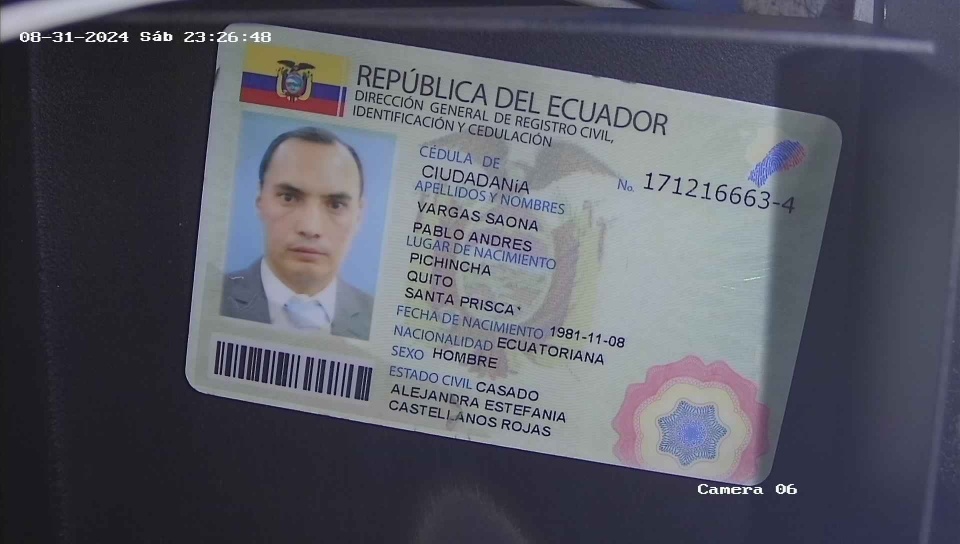 08-31-2024 Sáb 23:26:48
REPÚBLICA DEL ECUADOR
DIRECCIÓN GENERAL DE REGISTRO CIVIL,
IDENTIFICACIÓN Y CEDULACIÓN
CÉDULA DE
CIUDADANíA
No. 171216663-4
APELLIDOS Y NOMBRES
VARGAS SAONA
PABLO ANDRES
LUGAR DE NACIMIENTO
PICHINCHA
QUITO
SANTA PRISCA*
FECHA DE NACIMIENTO 1981-11-08
NACIONALIDAD ECUATORIANA
SEXO HOMBRE
ESTADO CIVIL CASADO
ALEJANDRA ESTEFANIA
CASTELLANOS ROJAS
Camera 06